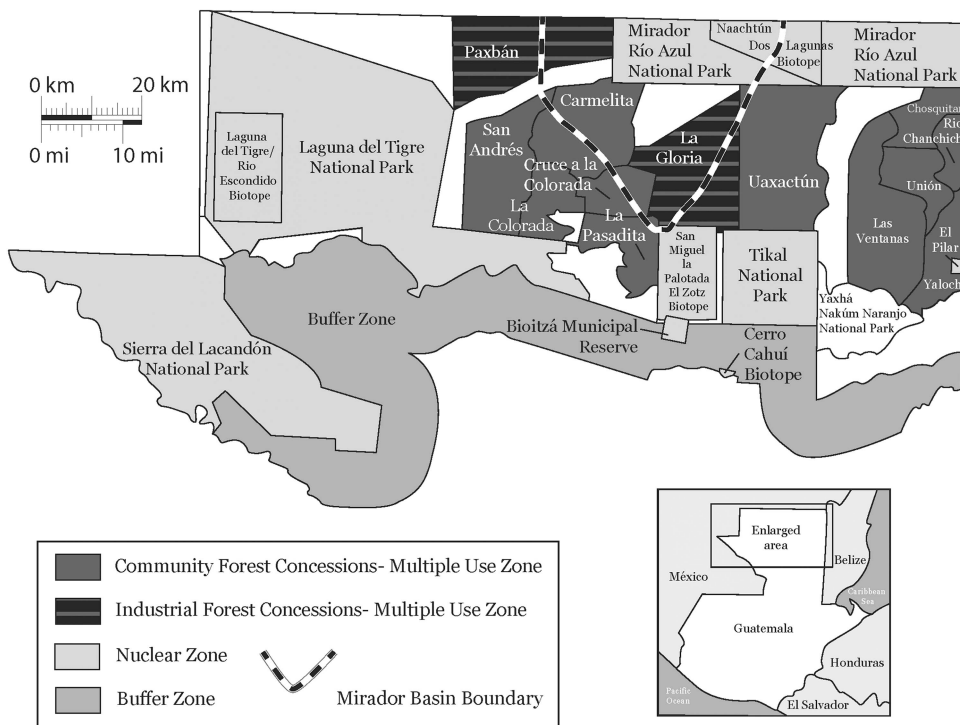 0 km 20 km
0 mi 10 mi
Paxbán
Mirador
Río Azul
National Park
Naachtún
Dos
Lagunas
Biotope
Mirador
Río Azul
National Park
Laguna
del Tigre/
Rio
Escondido
Biotope
Laguna del Tigre
National Park
San
Andrés
Carmelita
Cruce a la
Colorada
La
Colorada
La
Pasadita
La
Gloria
Uaxactún
Chosquitan
Rio
Chanchich
Unión
Las
Ventanas
El
Pilar
Yaloch
San
Miguel
la
Palotada
El Zotz
Biotope
Tikal
National
Park
Yaxhá
Nakúm Naranjo
National Park
Buffer Zone
Bioitzá Municipal
Reserve
Cerro
Cahuí
Biotope
Sierra del Lacandón
National Park
Community Forest Concessions- Multiple Use Zone
Industrial Forest Concessions- Multiple Use Zone
Nuclear Zone
Buffer Zone
Mirador Basin Boundary
Enlarged
area
Belize
México
Caribbean
Sea
Guatemala
Honduras
Pacific
Ocean
El Salvador